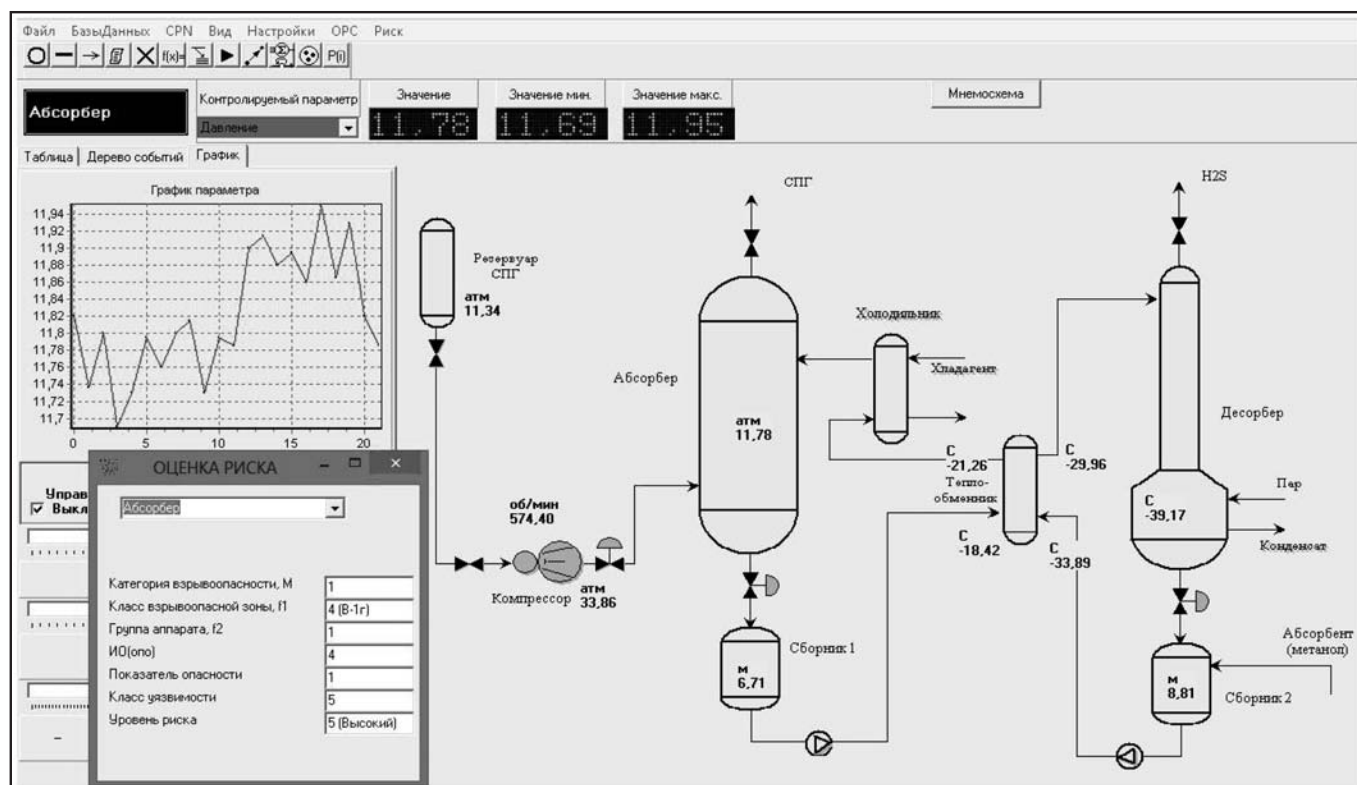 Файл БазыДанных CPN Вид Настройки OPC Риск
f(x)= P(i)
Абсорбер
Контролируемый параметр
Давление
Значение
11.78
Значение мин.
11.69
Значение макс.
11.95
Мнемосхема
Таблица Дерево событий График
График параметра
11,94
11,92
11,9
11,88
11,86
11,84
11,82
11,8
11,78
11,76
11,74
11,72
11,7
0 5 10 15 20
Управ
Выкл
ОЦЕНКА РИСКА
Абсорбер
Категория взрывоопасности, М 1
Класс взрывоопасной зоны, f1 4 (В-1г)
Группа аппарата, f2 1
ИО(опо) 4
Показатель опасности 1
Класс уязвимости 5
Уровень риска 5 (Высокий)
Резервуар
СПГ
атм
11,34
об/мин
574,40
Компрессор
атм
33,86
СПГ
Абсорбер
атм
11,78
Холодильник
Хладагент
С
-21,26
Тепло-
обменник
С
-29,96
С
-18,42
С
-33,89
Сборник 1
м
6,71
H2S
Десорбер
С
-39,17
Пар
Конденсат
Абсорбент
(метанол)
м
8,81
Сборник 2